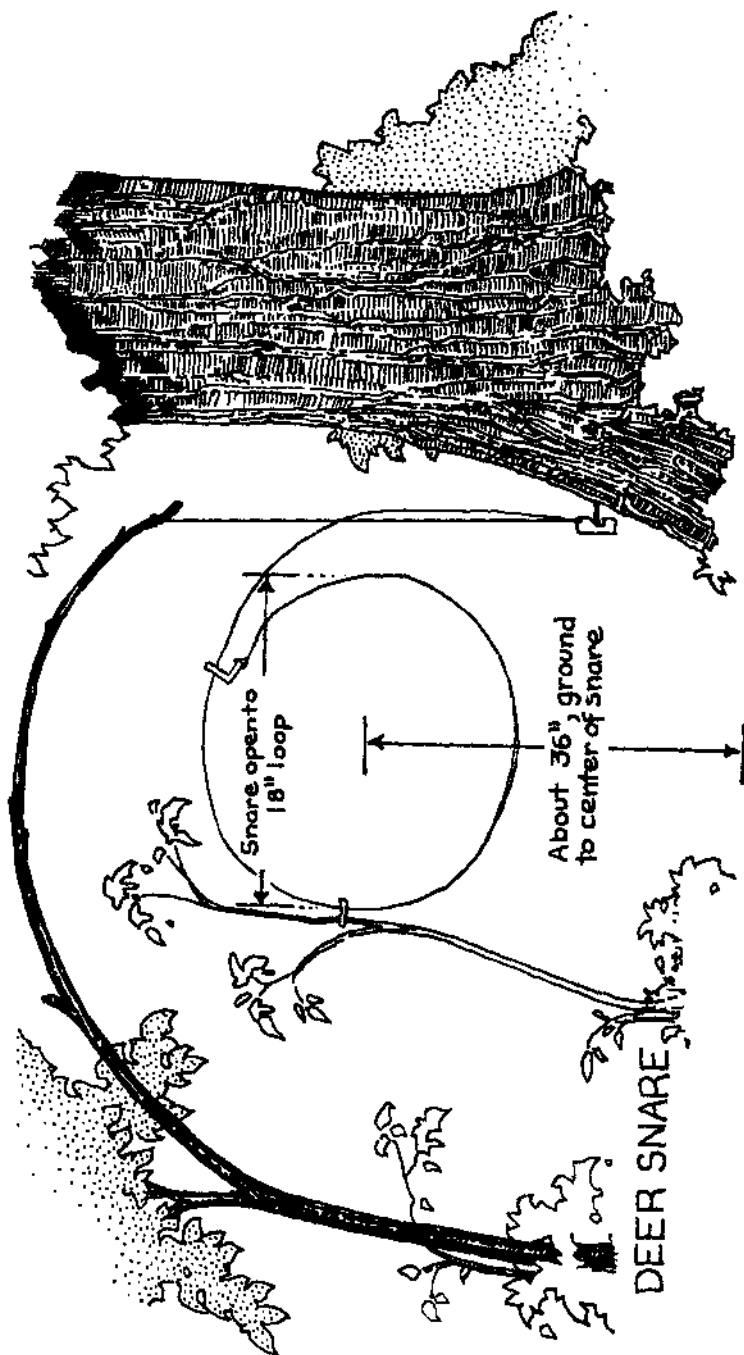 Snare open to
18" loop
About 36", ground
to center of snare
DEER SNARE